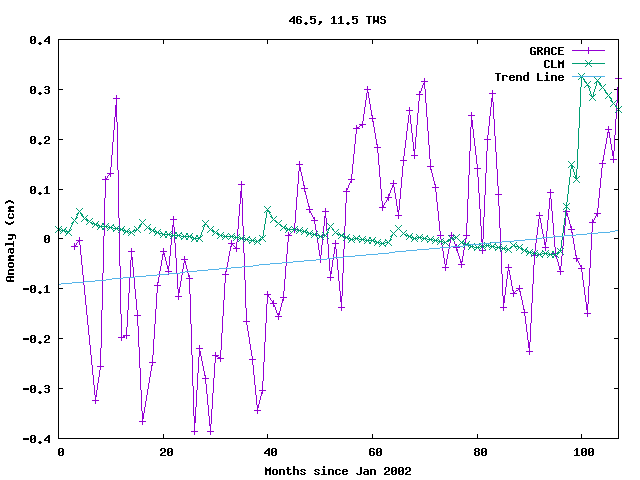 46.5, 11.5 TWS
GRACE
CLM
Trend Line
0.4
0.3
0.2
0.1
0
-0.1
-0.2
-0.3
-0.4
Anomaly (cm)
0 20 40 60 80 100
Months since Jan 2002